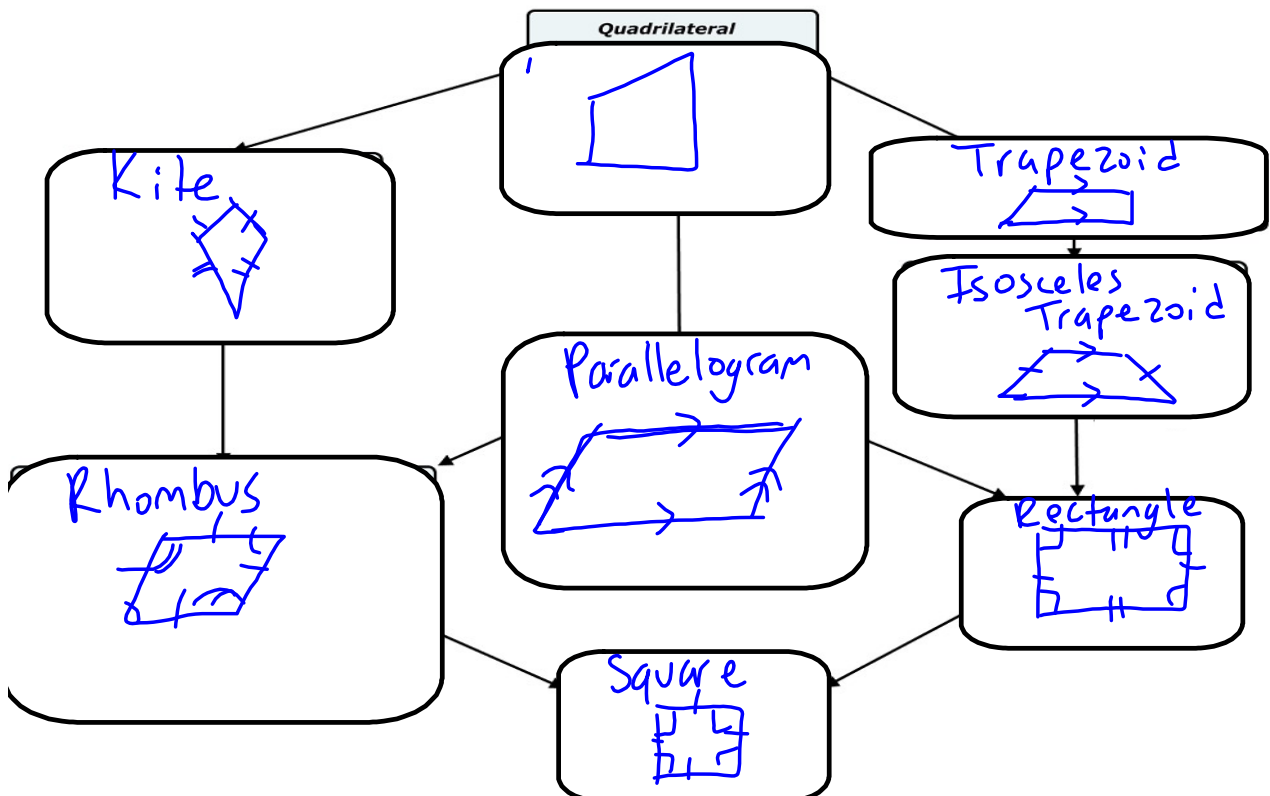 Quadrilateral
Kite
Trapezoid
Isosceles
Trapezoid
Parallelogram
Rhombus
Rectangle
Square